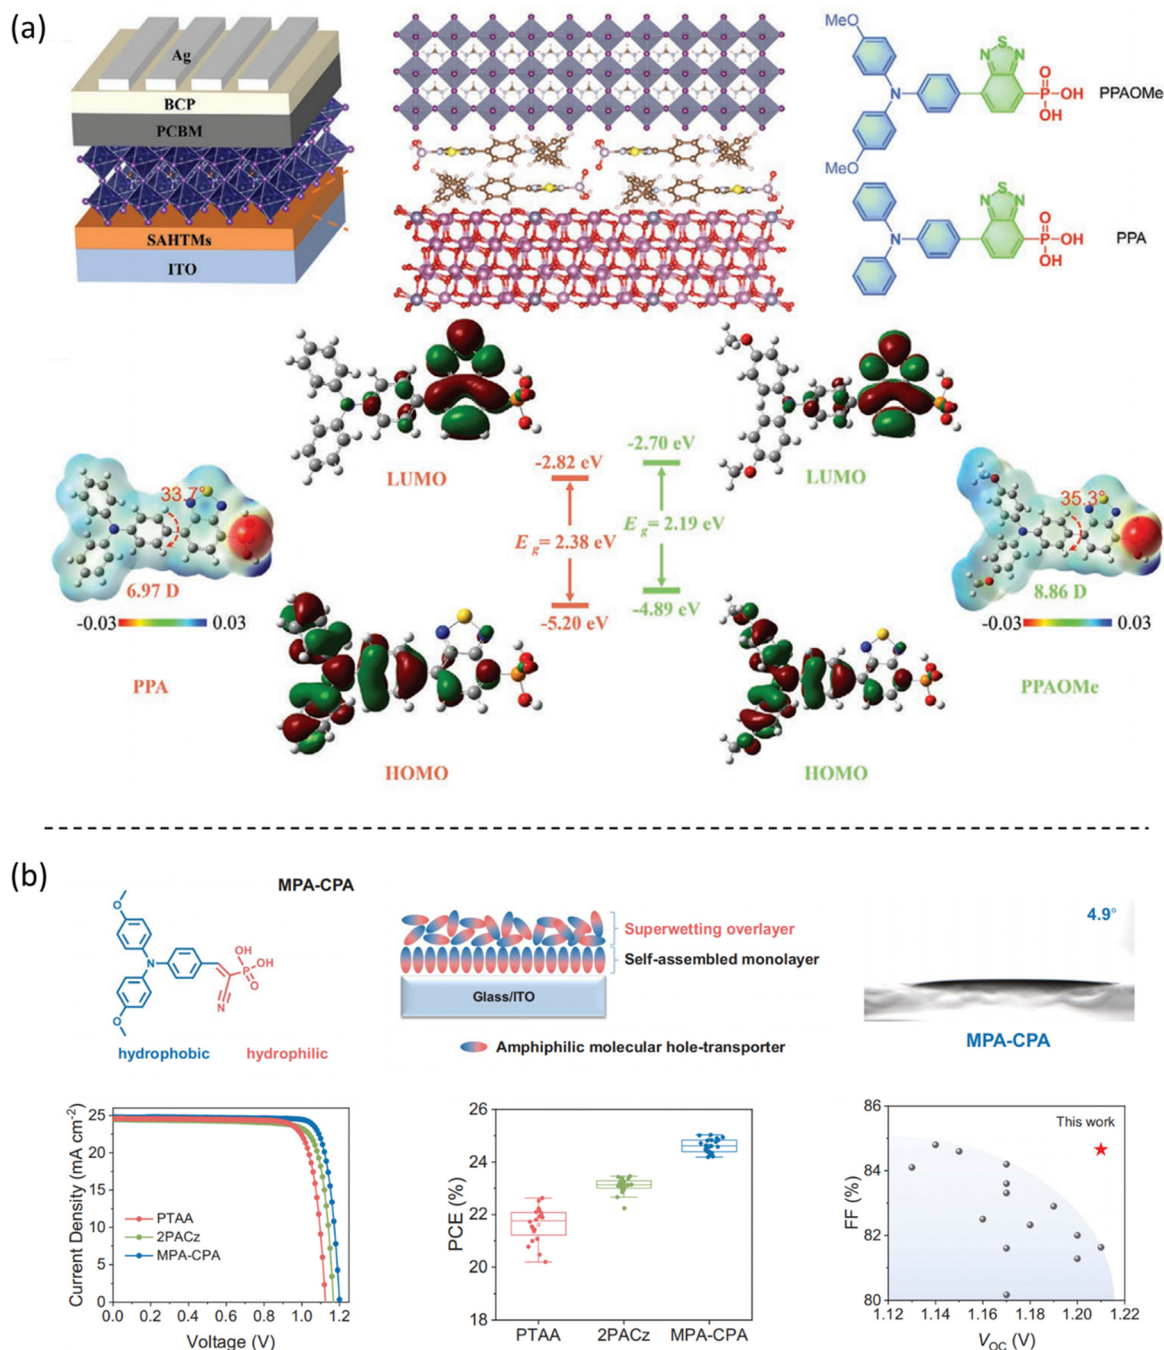 (a)
Ag
BCP
PCBM
SAHTMs
ITO
MeO
MeO
N
N
S
N
O
P
OH
OH
PPAOMe
N
N
S
N
O
P
OH
OH
PPA
LUMO
-2.82 eV
E g = 2.38 eV
-5.20 eV
-2.70 eV
E g = 2.19 eV
-4.89 eV
LUMO
33.7°
6.97 D
-0.03
0.03
PPA
HOMO
35.3°
8.86 D
-0.03
0.03
PPAOMe
HOMO
(b)
MPA-CPA
O
N
O
OH
P
OH
O
N
hydrophobic
hydrophilic
Superwetting overlayer
Self-assembled monolayer
Glass/ITO
Amphiphilic molecular hole-transporter
4.9°
MPA-CPA
Current Density (mA cm-2)
25
20
15
10
5
0
PTAA
2PACz
MPA-CPA
0.0 0.2 0.4 0.6 0.8 1.0 1.2
Voltage (V)
PCE (%)
26
24
22
20
18
PTAA 2PACz MPA-CPA
FF (%)
86
84
82
80
This work
1.12 1.14 1.16 1.18 1.20 1.22
VOC (V)